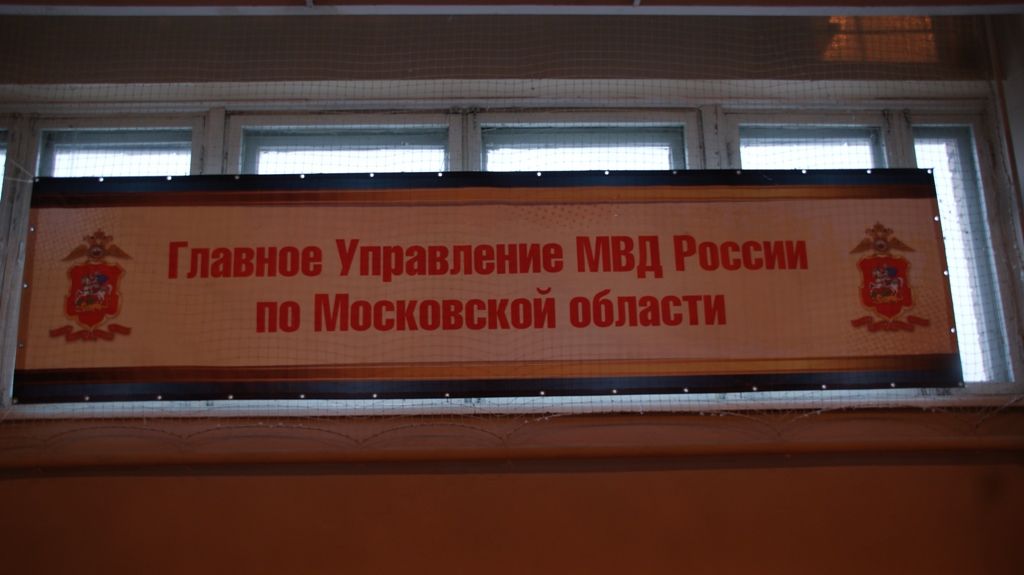 Главное Управление МВД России
по Московской области